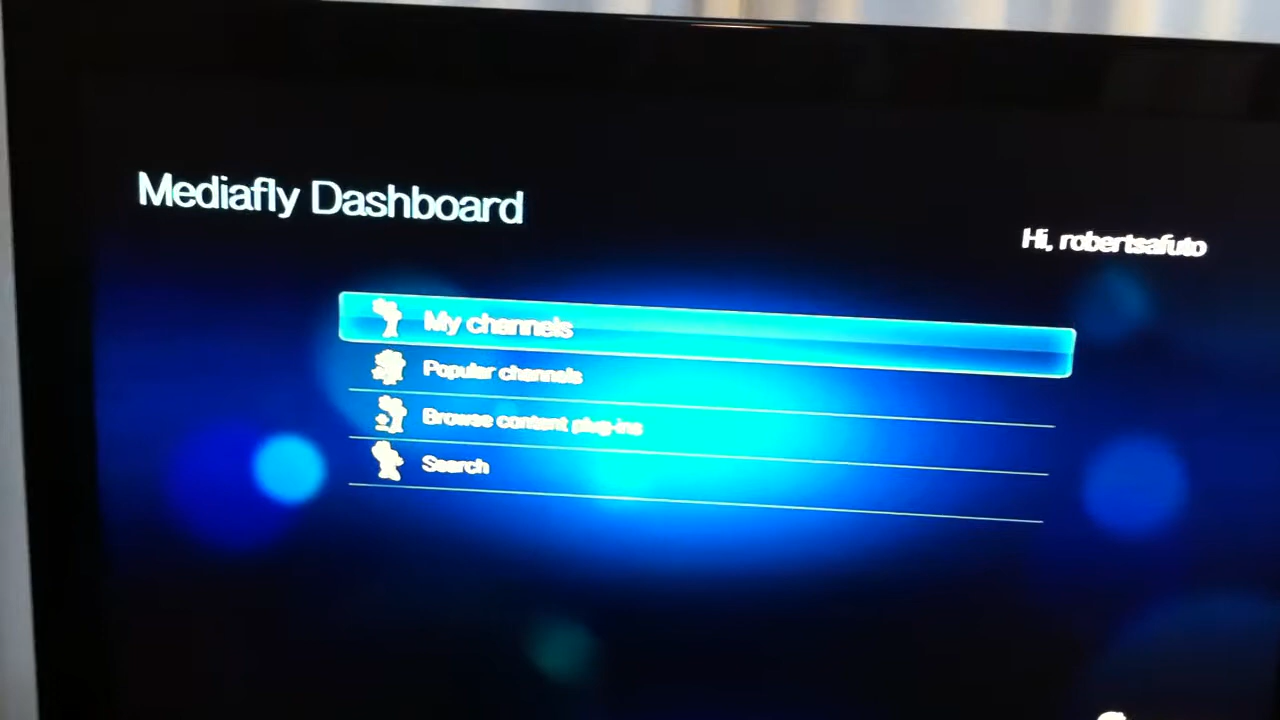 Mediafly Dashboard
Hi, robertsafuto
My channels
Popular channels
Browse content plug-ins
Search